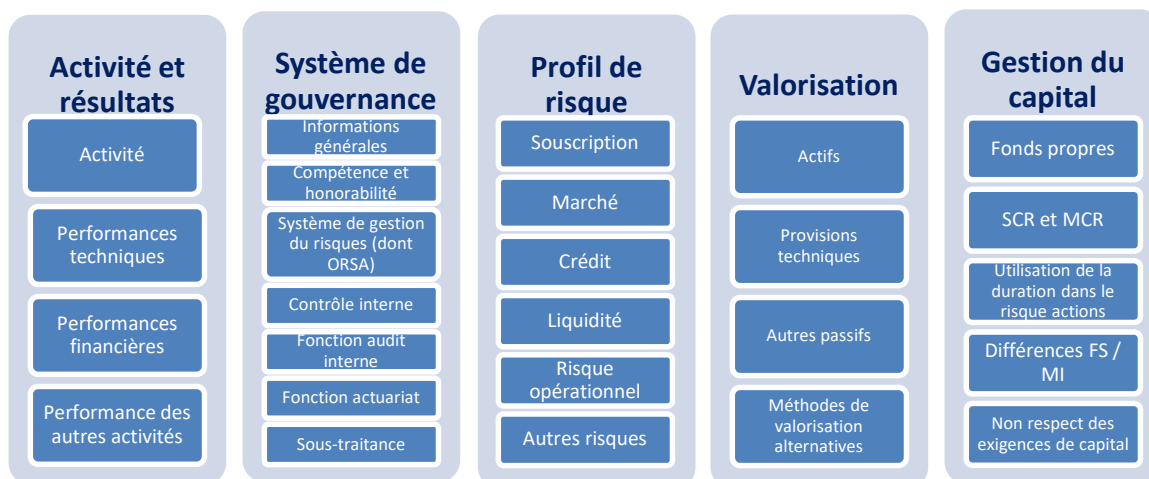 Activité et
résultats
Activité
Performances
techniques
Performances
financières
Performance des
autres activités
Système de
gouvernance
Informations
générales
Compétence et
honorabilité
Système de gestion
du risques (dont
ORSA)
Contrôle interne
Fonction audit
interne
Fonction actuariat
Sous-traitance
Profil de
risque
Souscription
Marché
Crédit
Liquidité
Risque
opérationnel
Autres risques
Valorisation
Actifs
Provisions
techniques
Autres passifs
Méthodes de
valorisation
alternatives
Gestion du
capital
Fonds propres
SCR et MCR
Utilisation de la
duration dans le
risque actions
Différences FS /
MI
Non respect des
exigences de capital